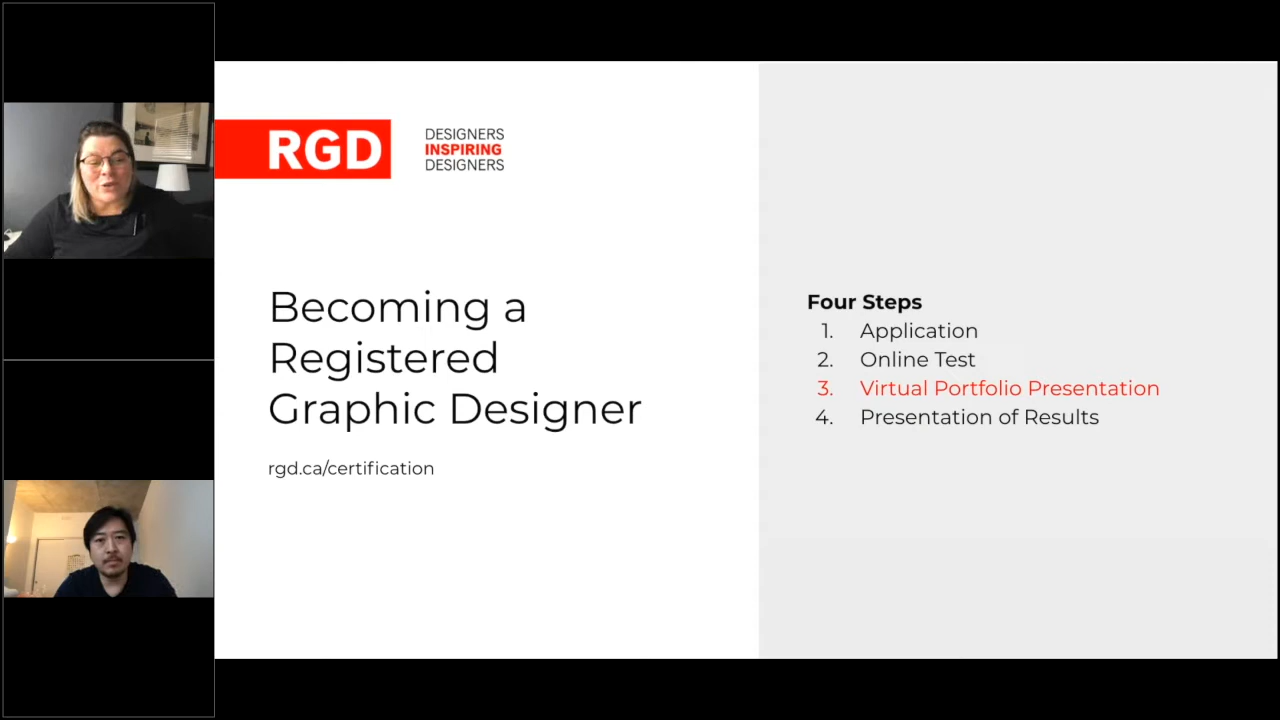 RGD
DESIGNERS
INSPIRING
DESIGNERS
Becoming a
Registered
Graphic Designer
rgd.ca/certification
Four Steps
1. Application
2. Online Test
3. Virtual Portfolio Presentation
4. Presentation of Results